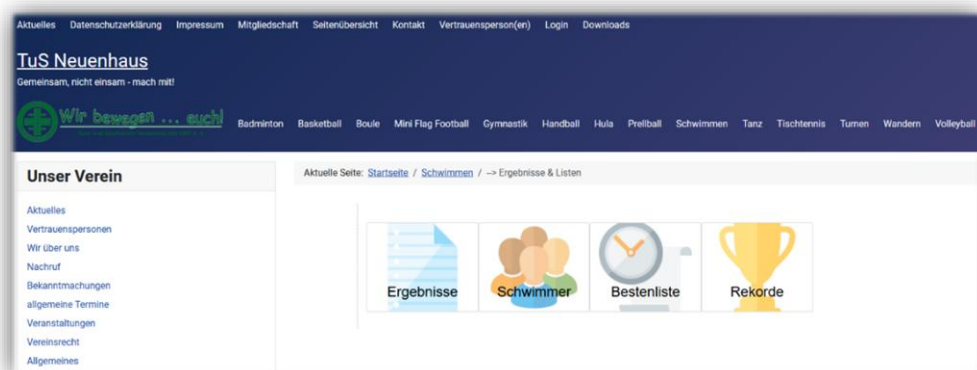 Aktuelles Datenschutzerklärung Impressum Mitgliedschaft Seitenübersicht Kontakt Vertrauensperson(en) Login Downloads
TuS Neuenhaus
Gemeinsam, nicht einsam - mach mit!
Wir bewegen ... euch!
Badminton Basketball Boule Mini Flag Football Gymnastik Handball Hula Prellball Schwimmen Tanz Tischtennis Turnen Wandern Volleyball
Unser Verein
Aktuelle Seite: Startseite / Schwimmen / --> Ergebnisse & Listen
Aktuelles
Vertrauenspersonen
Wir über uns
Nachruf
Bekanntmachungen
allgemeine Termine
Veranstaltungen
Vereinsrecht
Allgemeines
Ergebnisse Schwimmer Bestenliste Rekorde